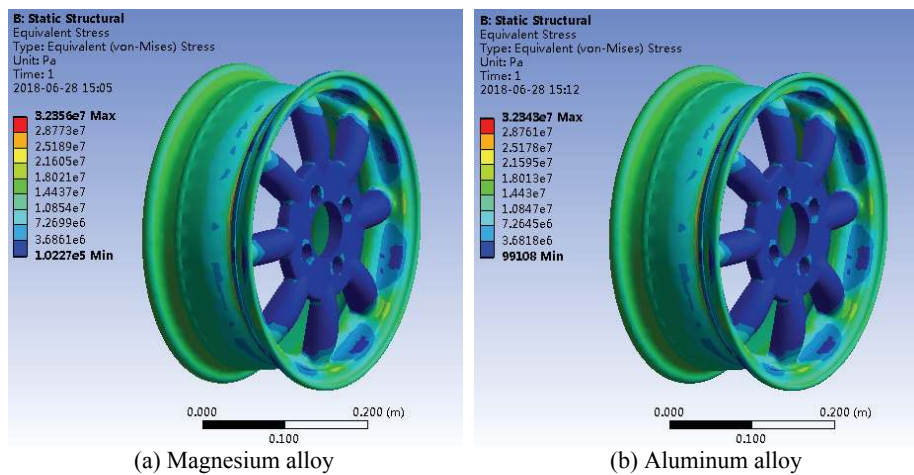 B: Static Structural
Equivalent Stress
Type: Equivalent (von-Mises) Stress
Unit: Pa
Time: 1
2018-06-28 15:05
3.2356e7 Max
2.8773e7
2.5189e7
2.1605e7
1.8021e7
1.4437e7
1.0854e7
7.2699e6
3.6861e6
1.0227e5 Min
0.000
0.200 (m)
0.100
(a) Magnesium alloy
B: Static Structural
Equivalent Stress
Type: Equivalent (von-Mises) Stress
Unit: Pa
Time: 1
2018-06-28 15:12
3.2343e7 Max
2.8761e7
2.5178e7
2.1595e7
1.8013e7
1.443e7
1.0847e7
7.2645e6
3.6818e6
99108 Min
0.000
0.200 (m)
0.100
(b) Aluminum alloy